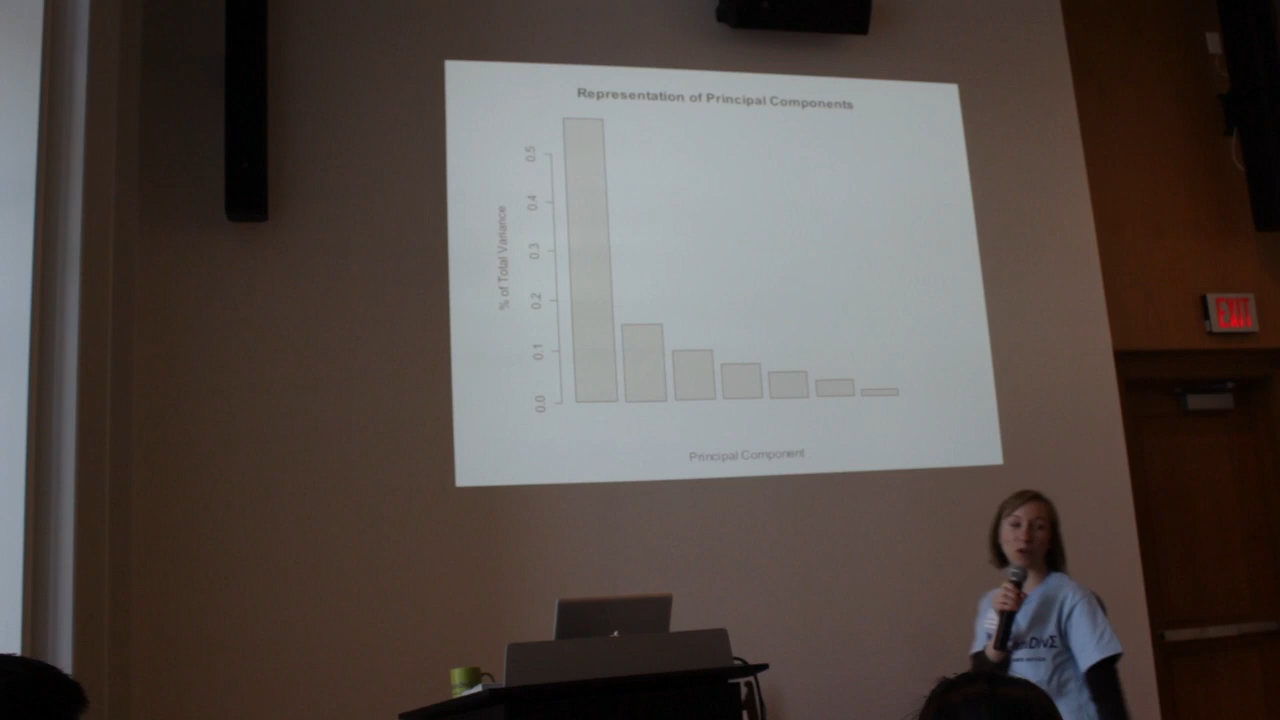 Representation of Principal Components
% of Total Variance
0.5
0.4
0.3
0.2
0.1
0.0
Principal Component
EXIT